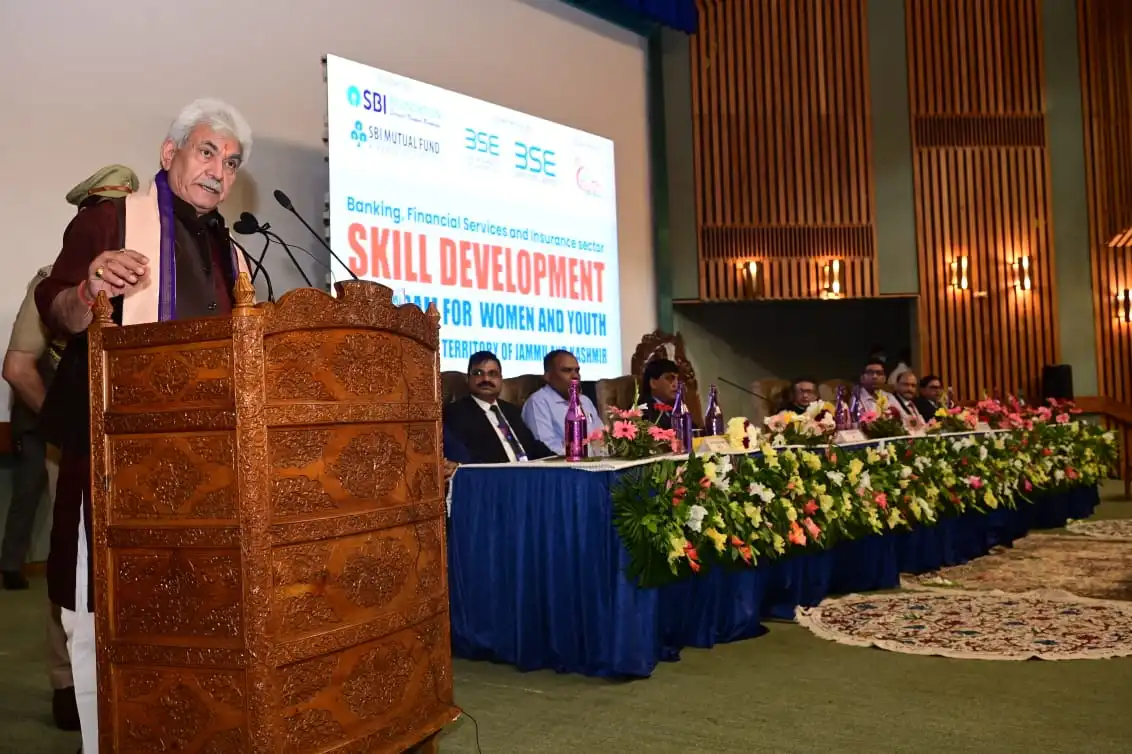 SBI
SBI MUTUAL FUND
BSE
BSE
Banking, Financial Services and Insurance sector
SKILL DEVELOPMENT
FOR WOMEN AND YOUTH
TERRITORY OF JAMMU AND KASHMIR